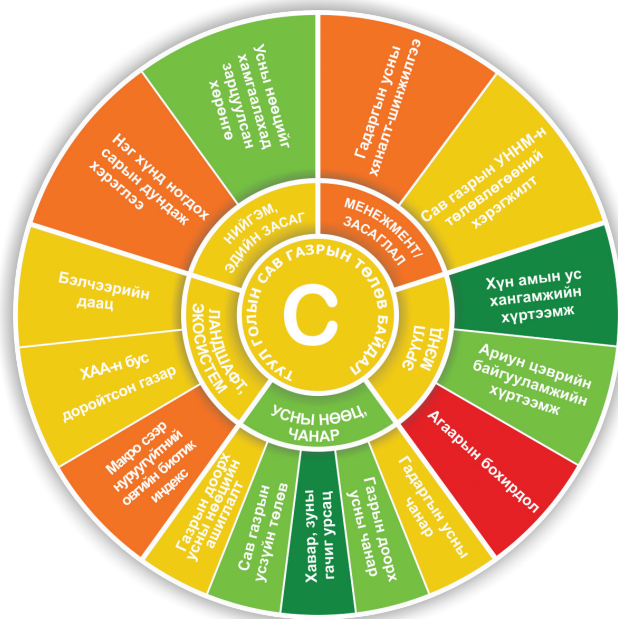 ТУУЛ ГОЛЫН САВ ГАЗРЫН ТӨЛӨВ БАЙДАЛ
С
МЕНЕЖМЕНТ/
ЗАСАГЛАЛ
Гадаргын усны
хяналт-шинжилгээ
Сав газрын УННМ-н
төлөвлөгөөний
хэрэгжилт
ЭРҮҮЛ
МЭНД
Хүн амын ус
хангамжийн
хүртээмж
Ариун цэврийн
байгууламжийн
хүртээмж
Агаарын бохирдол
УСНЫ НӨӨЦ,
ЧАНАР
Гадаргын усны
чанар
Газрын доорх
усны чанар
Хавар, зуны
гачиг урсац
Сав газрын
усзүйн төлөв
Газрын доорх
усны нөөцийн
ашиглалт
ЛАНДШАФТ,
ЭКОСИСТЕМ
Макро сээр
нуруугүйтний
овгийн биотик
индекс
ХАА-н бус
доройтсон газар
Бэлчээрийн
даац
НИЙГЭМ,
ЭДИЙН ЗАСАГ
Нэг хүнд ногдох
сарын дундаж
хэрэглээ
Усны нөөцийг
хамгаалахад
зарцуулсан
хөрөнгө